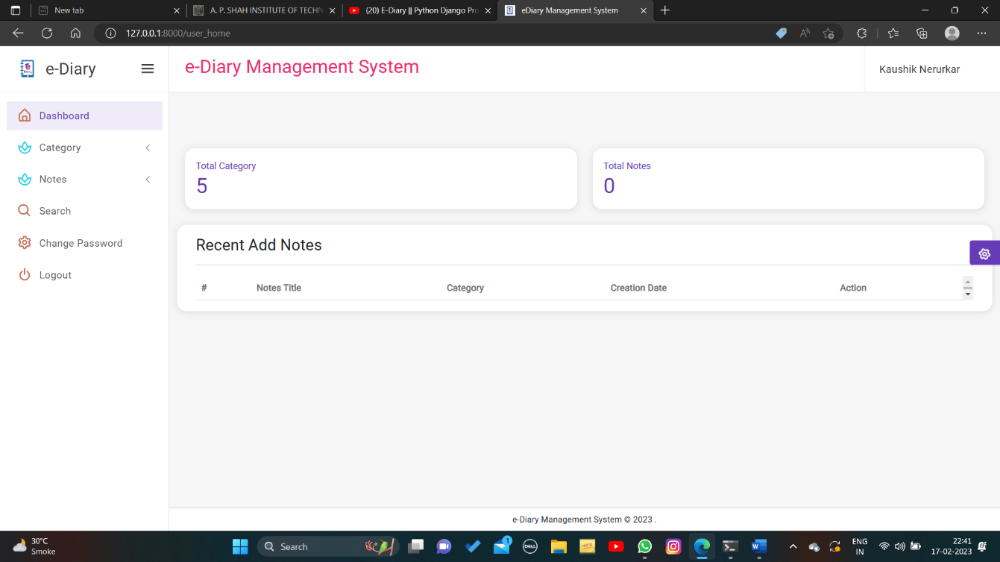 New tab
A. P. SHAH INSTITUTE OF TECHN
(20) E-Diary || Python Django Pro
eDiary Management System
127.0.0.1:8000/user_home
e-Diary
e-Diary Management System
Kaushik Nerurkar
Dashboard
Category
Notes
Search
Change Password
Logout
Total Category
5
Total Notes
0
Recent Add Notes
# Notes Title Category Creation Date Action
e-Diary Management System © 2023 .
30°C
Smoke
Search
1
DELL
ENG
IN
22:41
17-02-2023